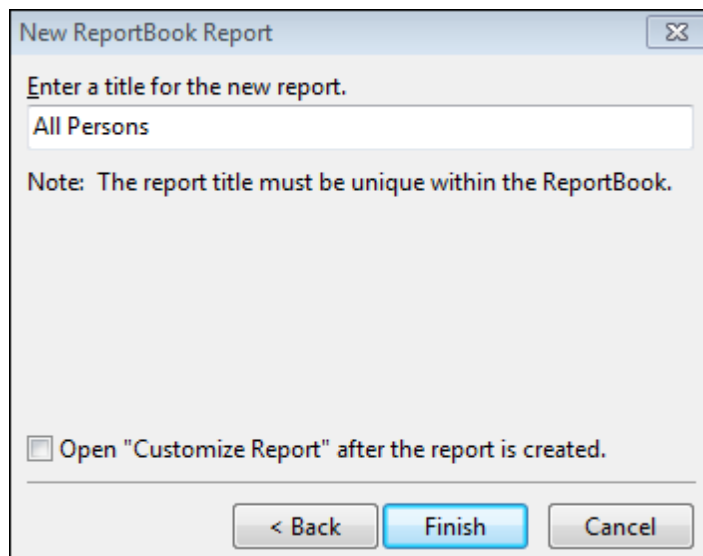 New ReportBook Report
Enter a title for the new report.
All Persons
Note:  The report title must be unique within the ReportBook.
Open "Customize Report" after the report is created.
< Back Finish Cancel